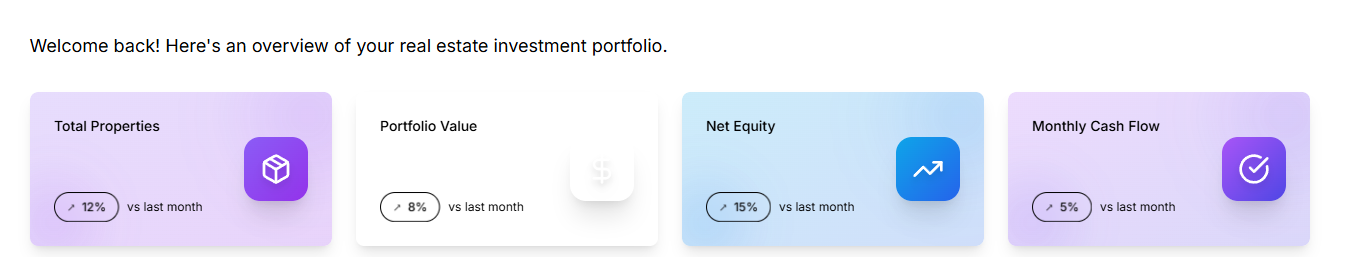 Welcome back! Here's an overview of your real estate investment portfolio.
Total Properties
↗ 12% vs last month
Portfolio Value
$
↗ 8% vs last month
Net Equity
↗ 15% vs last month
Monthly Cash Flow
↗ 5% vs last month